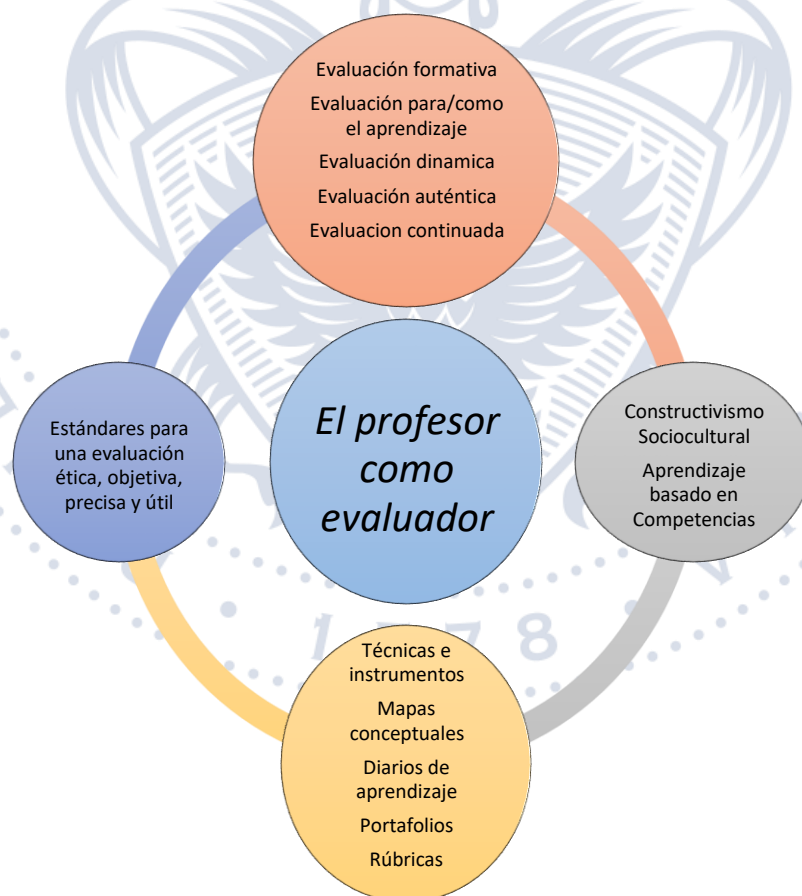 Evaluación formativa
Evaluación para/como
el aprendizaje
Evaluación dinamica
Evaluación auténtica
Evaluacion continuada
Estándares para
una evaluación
ética, objetiva,
precisa y útil
El profesor
como
evaluador
Constructivismo
Sociocultural
Aprendizaje
basado en
Competencias
Técnicas e
instrumentos
Mapas
conceptuales
Diarios de
aprendizaje
Portafolios
Rúbricas